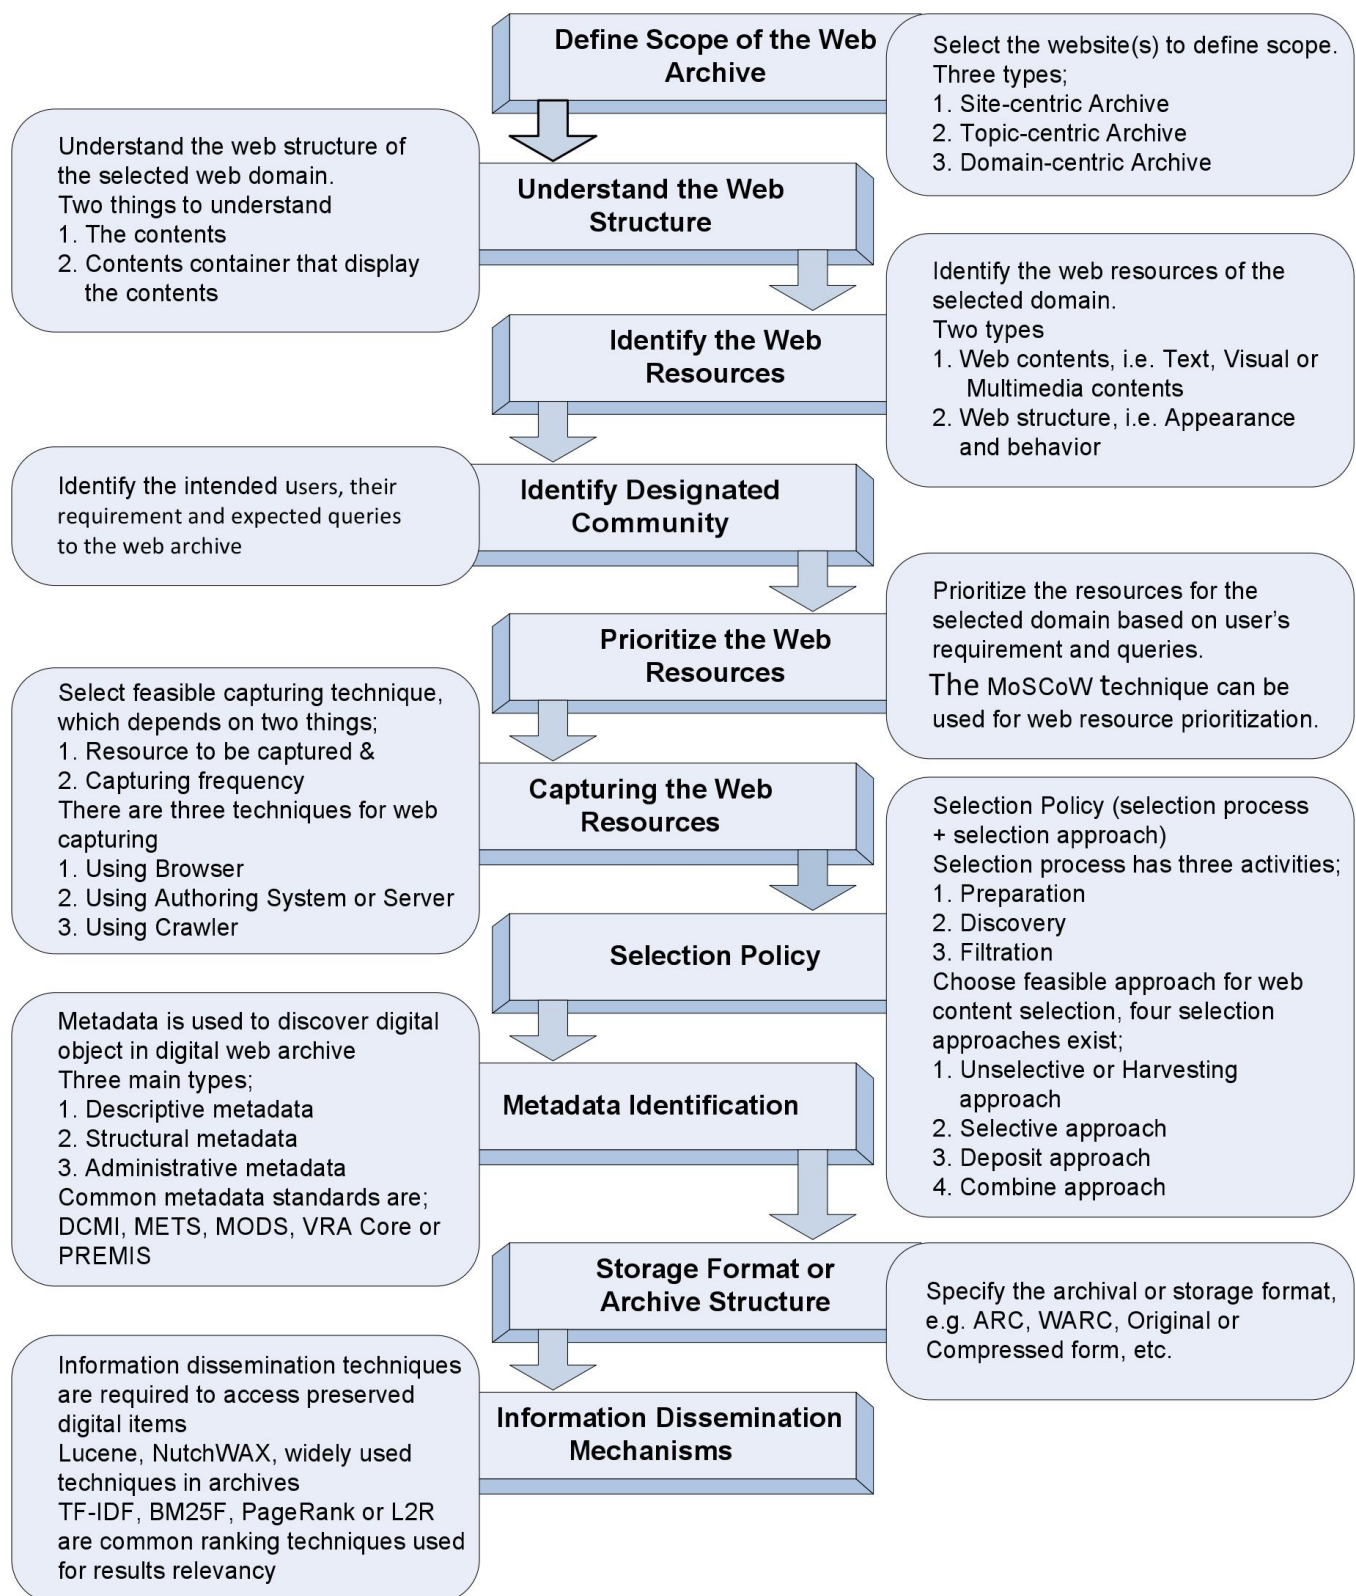 Define Scope of the Web
Archive
Select the website(s) to define scope.
Three types;
1. Site-centric Archive
2. Topic-centric Archive
3. Domain-centric Archive
Understand the web structure of
the selected web domain.
Two things to understand
1. The contents
2. Contents container that display
the contents
Understand the Web
Structure
Identify the Web
Resources
Identify the web resources of the
selected domain.
Two types
1. Web contents, i.e. Text, Visual or
Multimedia contents
2. Web structure, i.e. Appearance
and behavior
Identify the intended users, their
requirement and expected queries
to the web archive
Identify Designated
Community
Prioritize the Web
Resources
Prioritize the resources for the
selected domain based on user’s
requirement and queries.
The MoSCoW technique can be
used for web resource prioritization.
Select feasible capturing technique,
which depends on two things;
1. Resource to be captured &
2. Capturing frequency
There are three techniques for web
capturing
1. Using Browser
2. Using Authoring System or Server
3. Using Crawler
Capturing the Web
Resources
Selection Policy
Selection Policy (selection process
+ selection approach)
Selection process has three activities;
1. Preparation
2. Discovery
3. Filtration
Choose feasible approach for web
content selection, four selection
approaches exist;
1. Unselective or Harvesting
approach
2. Selective approach
3. Deposit approach
4. Combine approach
Metadata is used to discover digital
object in digital web archive
Three main types;
1. Descriptive metadata
2. Structural metadata
3. Administrative metadata
Common metadata standards are;
DCMI, METS, MODS, VRA Core or
PREMIS
Metadada Identification
Storage Format or
Archive Structure
Specify the archival or storage format,
e.g. ARC, WARC, Original or
Compressed form, etc.
Information dissemination techniques
are required to access preserved
digital items
Lucene, NutchWAX, widely used
techniques in archives
TF-IDF, BM25F, PageRank or L2R
are common ranking techniques used
for results relevancy
Information Dissemination
Mechanisms